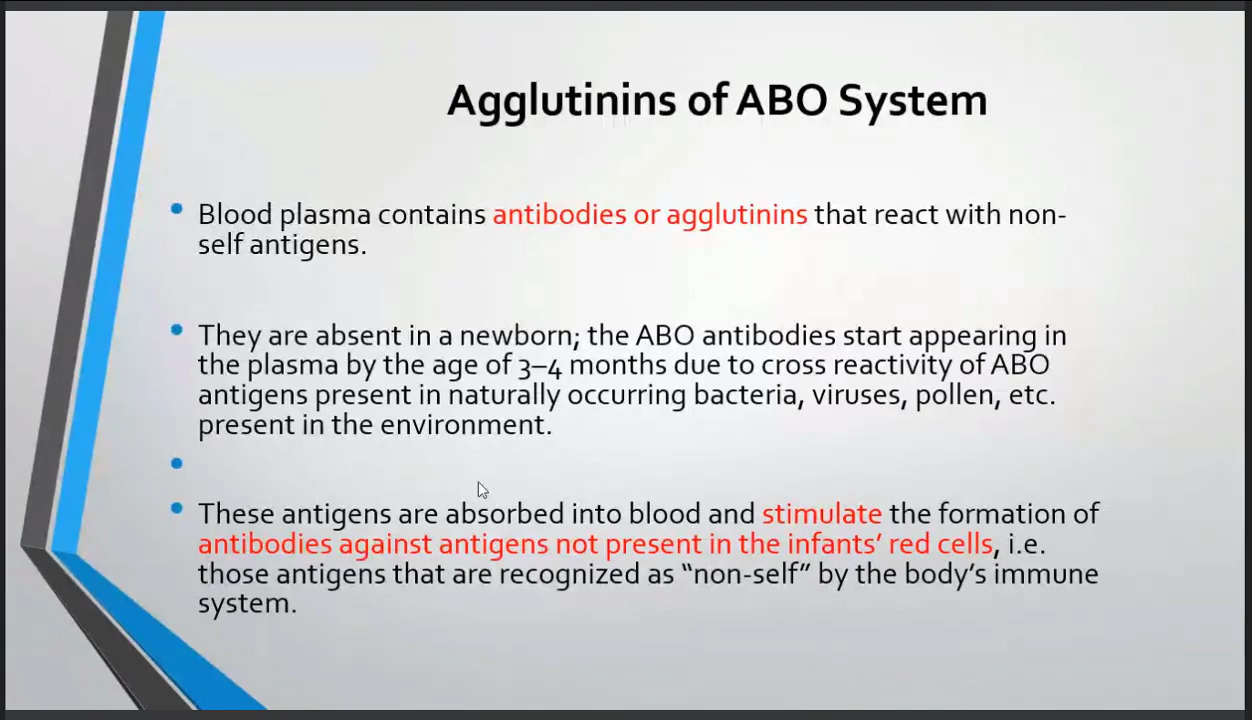 Agglutinins of ABO System
• Blood plasma contains antibodies or agglutinins that react with non-
self antigens.
• They are absent in a newborn; the ABO antibodies start appearing in
the plasma by the age of 3–4 months due to cross reactivity of ABO
antigens present in naturally occurring bacteria, viruses, pollen, etc.
present in the environment.
•
• These antigens are absorbed into blood and stimulate the formation of
antibodies against antigens not present in the infants’ red cells, i.e.
those antigens that are recognized as “non-self” by the body’s immune
system.